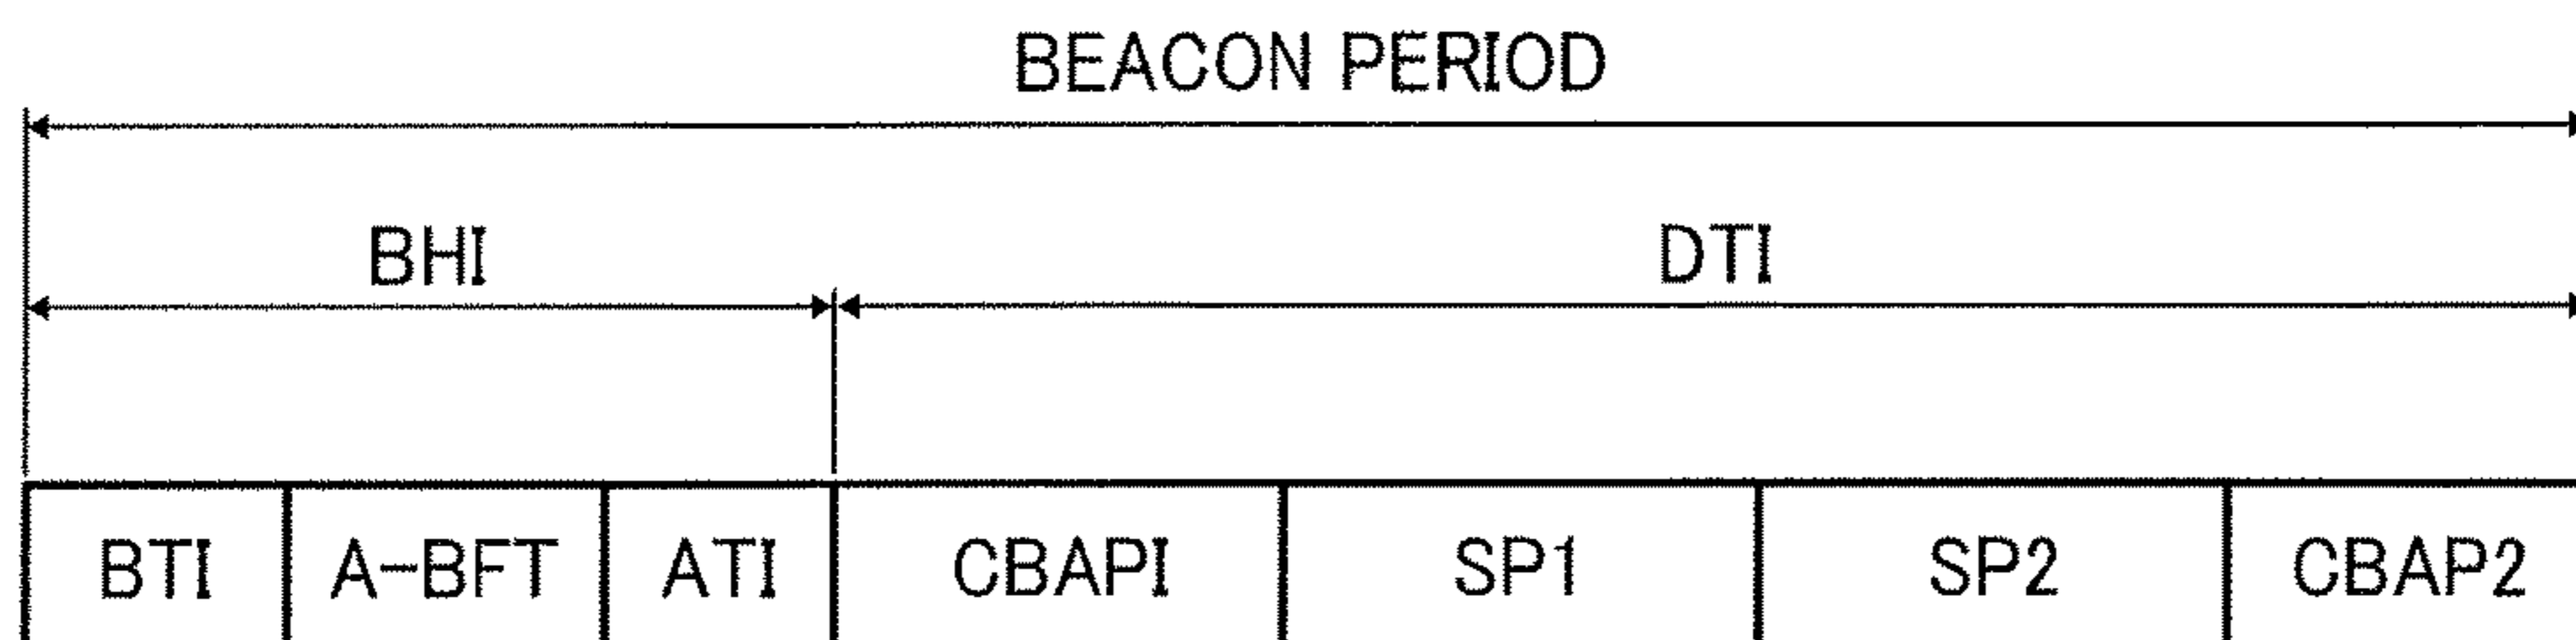 BEACON PERIOD
BHI DTI
BTI A-BFT ATI CBAPI SP1 SP2 CBAP2